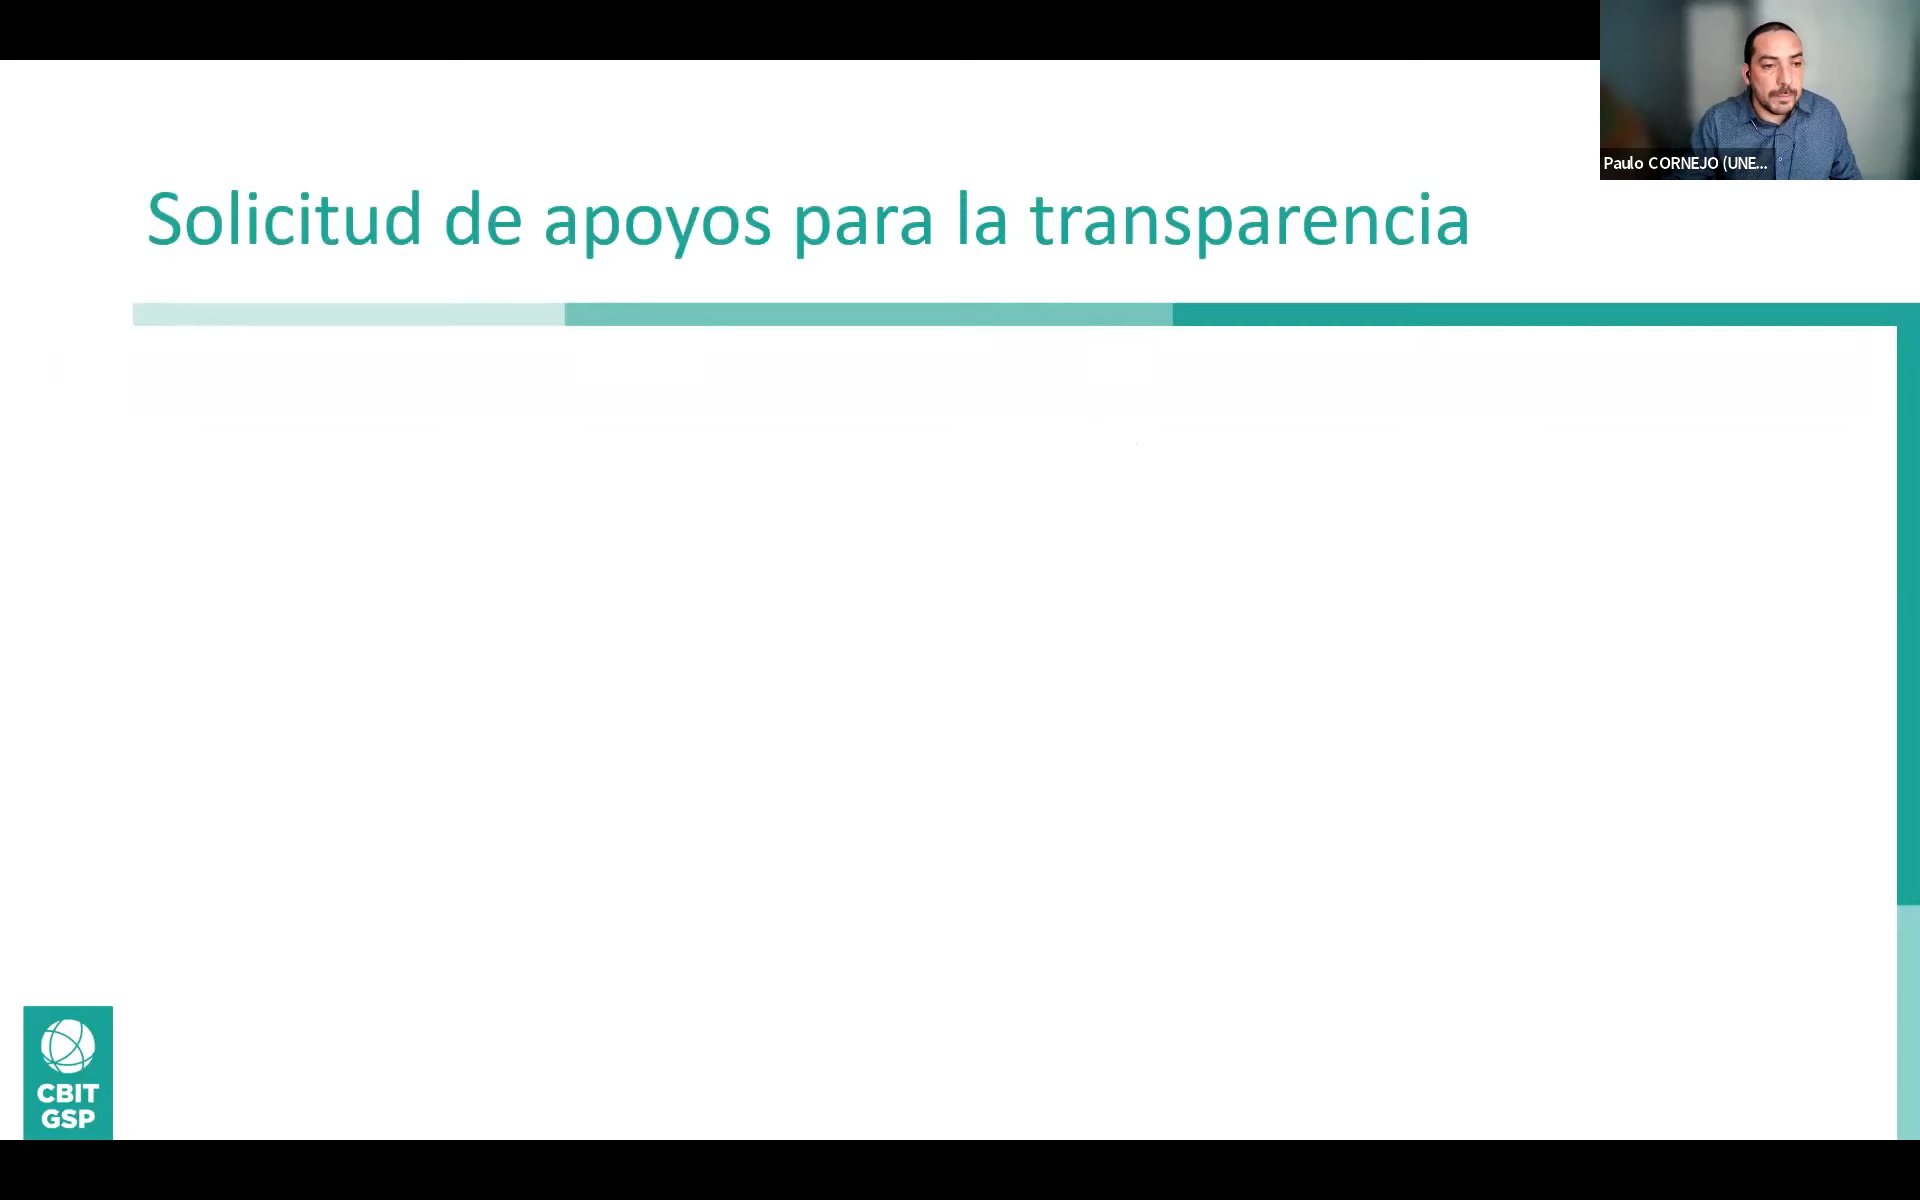 Paulo CORNEJO (UNE...
Solicitud de apoyos para la transparencia
CBIT
GSP